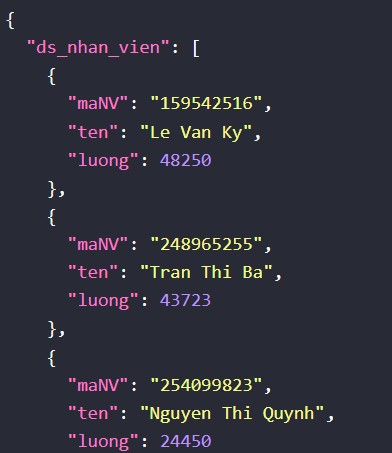 {
  "ds_nhan_vien": [
    {
      "maNV": "159542516",
      "ten": "Le Van Ky",
      "luong": 48250
    },
    {
      "maNV": "248965255",
      "ten": "Tran Thi Ba",
      "luong": 43723
    },
    {
      "maNV": "254099823",
      "ten": "Nguyen Thi Quynh",
      "luong": 24450